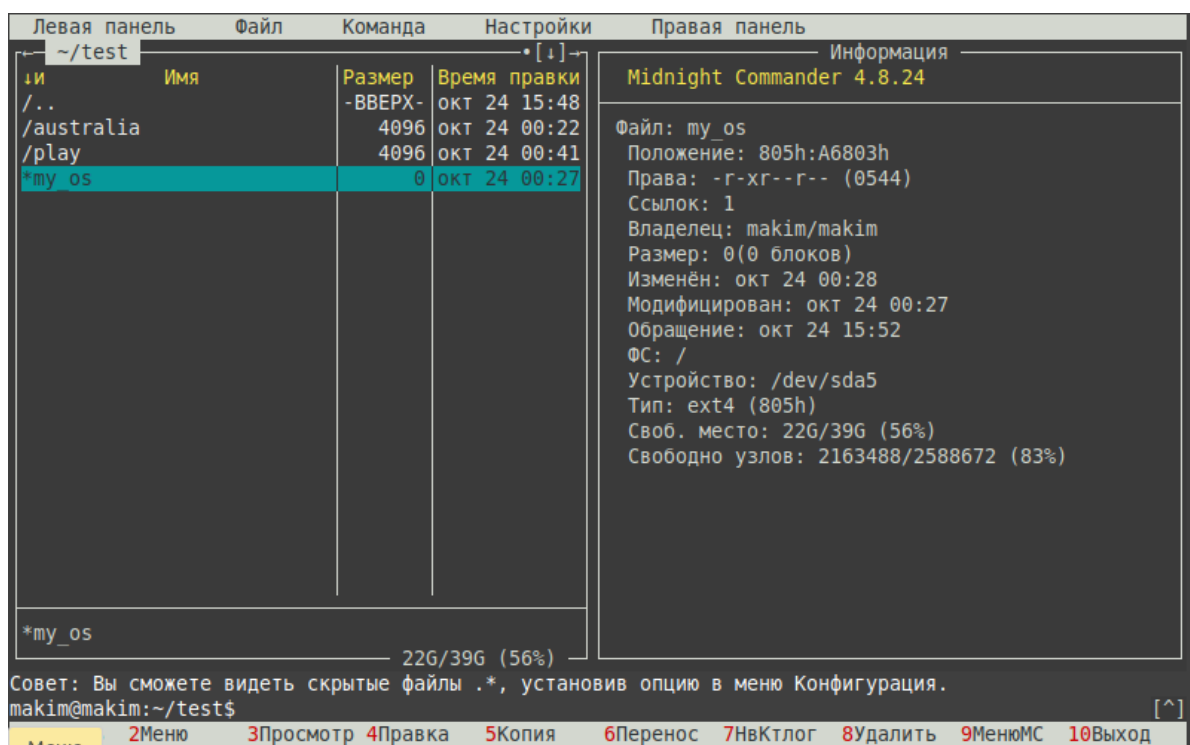 Левая панель Файл Команда Настройки Правая панель
~/test •[↓]
↓и Имя Размер Время правки
/.. -ВВЕРХ- окт 24 15:48
/australia 4096 окт 24 00:22
/play 4096 окт 24 00:41
*my_os 0 окт 24 00:27
*my_os
22G/39G (56%)
Информация
Midnight Commander 4.8.24
Файл: my_os
Положение: 805h:A6803h
Права: -r-xr--r-- (0544)
Ссылок: 1
Владелец: makim/makim
Размер: 0(0 блоков)
Изменён: окт 24 00:28
Модифицирован: окт 24 00:27
Обращение: окт 24 15:52
ФС: /
Устройство: /dev/sda5
Тип: ext4 (805h)
Своб. место: 22G/39G (56%)
Свободно узлов: 2163488/2588672 (83%)
Совет: Вы сможете видеть скрытые файлы .*, установив опцию в меню Конфигурация.
makim@makim:~/test$ [^]
2Меню 3Просмотр 4Правка 5Копия 6Перенос 7НвКтлог 8Удалить 9МенюМС 10Выход